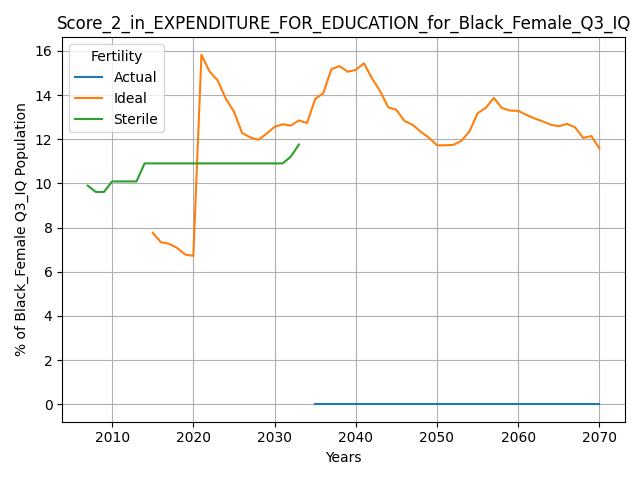 Score_2_in_EXPENDITURE_FOR_EDUCATION_for_Black_Female_Q3_IQ
Fertility
Actual
Ideal
Sterile
% of Black_Female Q3_IQ Population
16
14
12
10
8
6
4
2
0
2010 2020 2030 2040 2050 2060 2070
Years